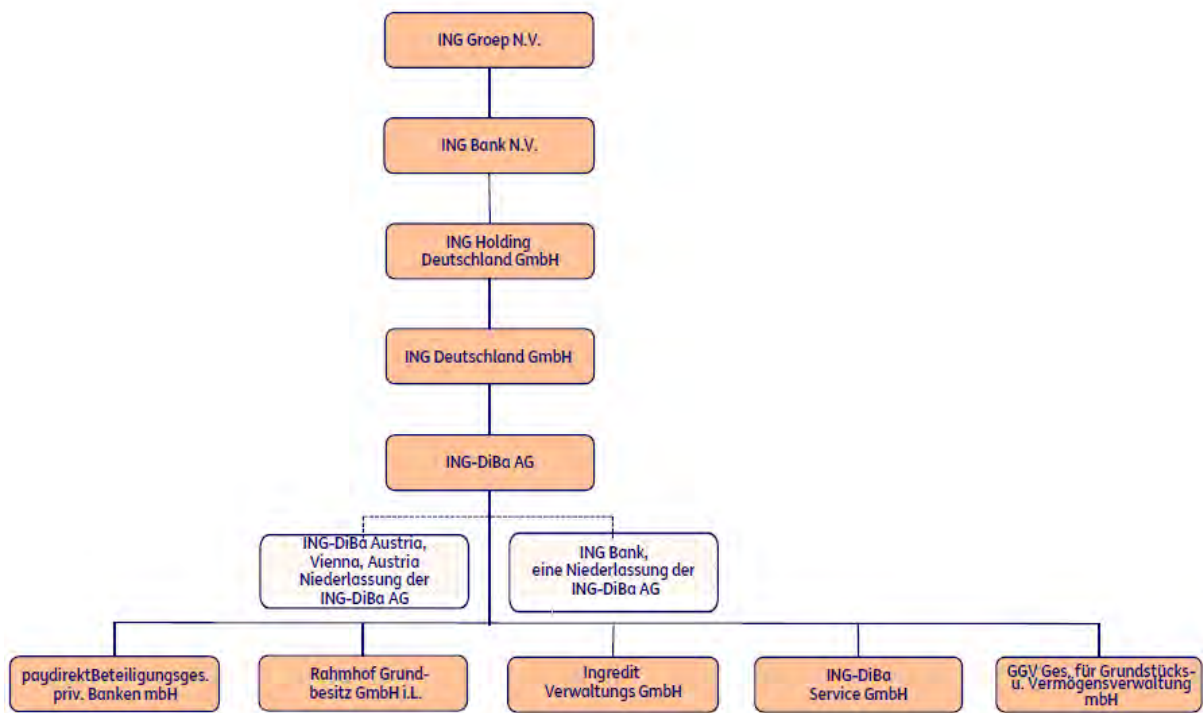 ING Groep N.V.
ING Bank N.V.
ING Holding
Deutschland GmbH
ING Deutschland GmbH
ING-DiBa AG
ING-DiBa Austria,
Vienna, Austria
Niederlassung der
ING-DiBa AG
ING Bank,
eine Niederlassung der
ING-DiBa AG
paydirektBeteiligungsges.
priv. Banken mbH
Rahmhof Grund-
besitz GmbH i.L.
Ingredit
Verwaltungs GmbH
ING-DiBa
Service GmbH
GGV Ges. für Grundstücks-
u. Vermögensverwaltung
mbH